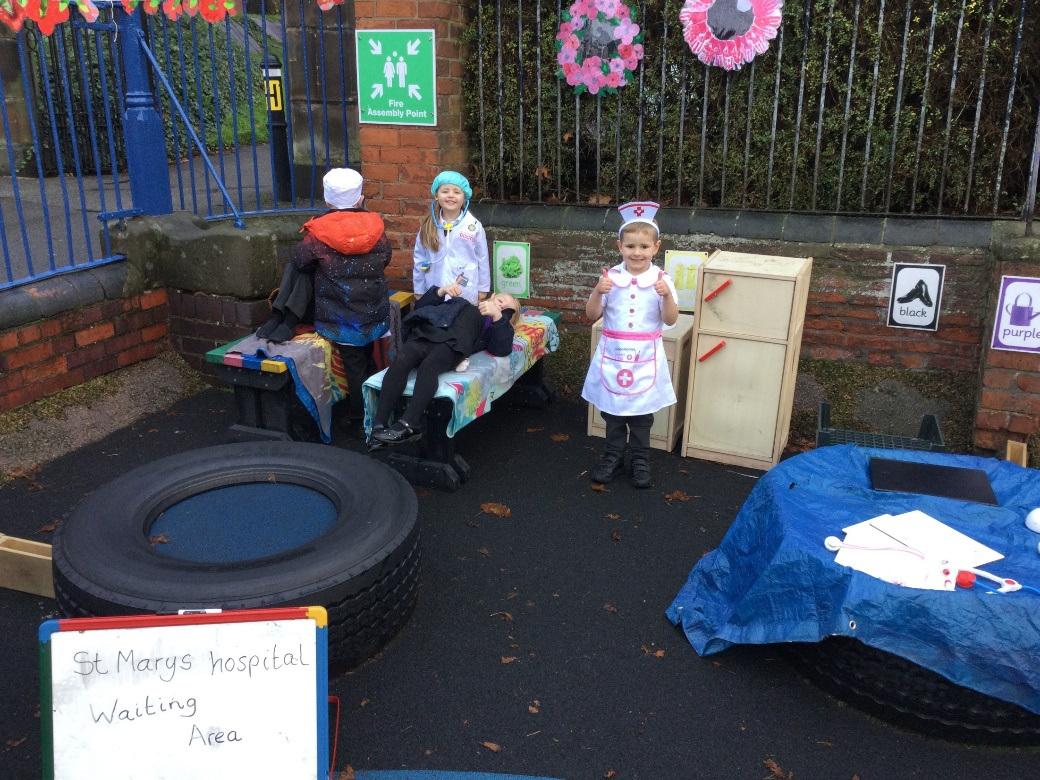 Fire
Assembly Point
green
black
purple
St Marys hospital
Waiting
Area